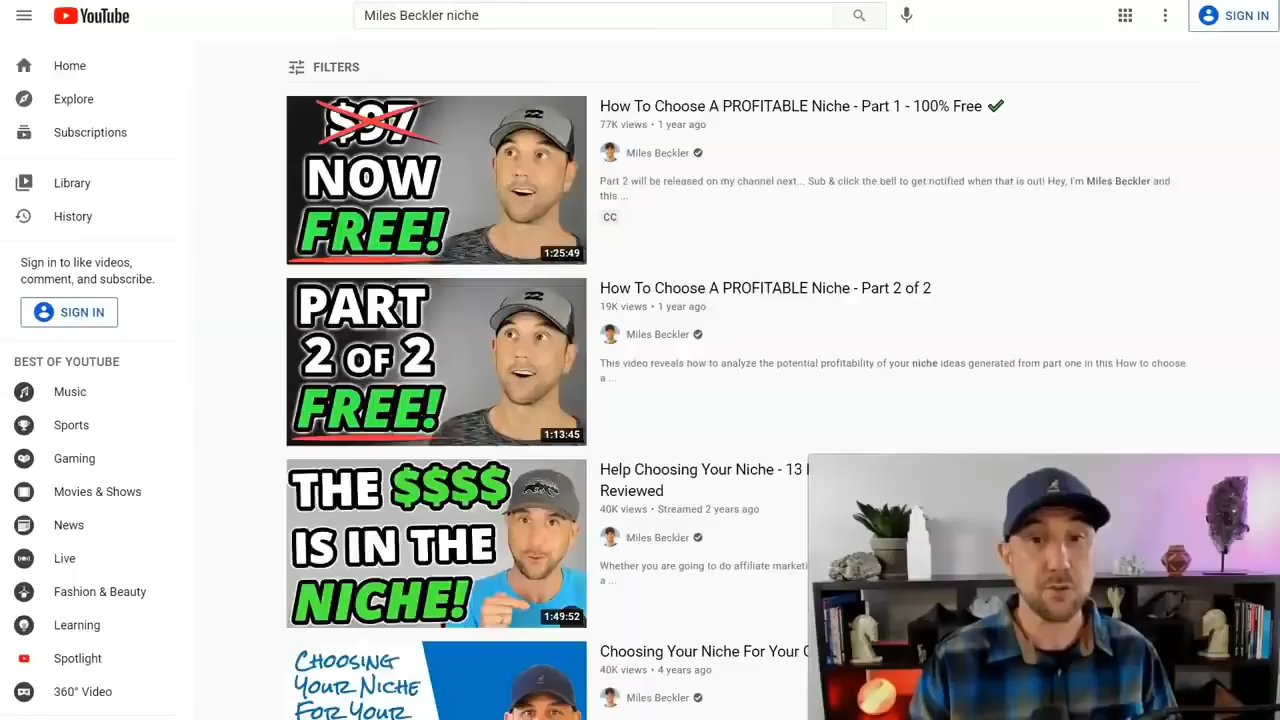 YouTube
Miles Beckler niche
SIGN IN
Home
Explore
Subscriptions
Library
History
Sign in to like videos,
comment, and subscribe.
SIGN IN
BEST OF YOUTUBE
Music
Sports
Gaming
Movies & Shows
News
Live
Fashion & Beauty
Learning
Spotlight
360° Video
FILTERS
$97
NOW
FREE!
1:25:49
How To Choose A PROFITABLE Niche - Part 1 - 100% Free
77K views • 1 year ago
Miles Beckler
Part 2 will be released on my channel next... Sub & click the bell to get notified when that is out! Hey, I'm Miles Beckler and
this ...
CC
PART
2 OF 2
FREE!
1:13:45
How To Choose A PROFITABLE Niche - Part 2 of 2
19K views • 1 year ago
Miles Beckler
This video reveals how to analyze the potential profitability of your niche ideas generated from part one in this How to choose
a ...
THE $$$$
IS IN THE
NICHE!
1:49:52
Help Choosing Your Niche - 13
Reviewed
40K views • Streamed 2 years ago
Miles Beckler
Whether you are going to do affiliate marketi
a ...
CHOOSING
YOUR NICHE
FOR YOUR
Choosing Your Niche For Your
40K views • 4 years ago
Miles Beckler